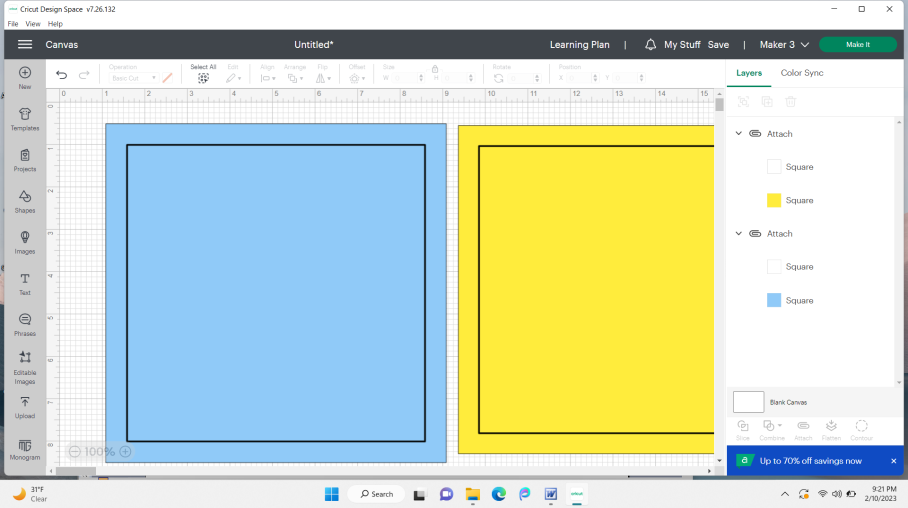 Cricut Design Space v7.26.132
File View Help
Canvas
Untitled*
Learning Plan | My Stuff Save | Maker 3 Make It
Operation Select All Edit Align Arrange Flip Offset Size Rotate Position
Basic Cut W H X Y
New
Templates
Projects
Shapes
Images
Text
Phrases
Editable
Images
Upload
Monogram
0 1 2 3 4 5 6 7 8 9 10 11 12 13 14 15
0
1
2
3
4
5
6
7
8
100%
Layers Color Sync
Attach
Square
Square
Attach
Square
Square
Blank Canvas
Slice Combine Attach Flatten Contour
a Up to 70% off savings now
31°F
Clear
Search
cricut
9:21 PM
2/10/2023